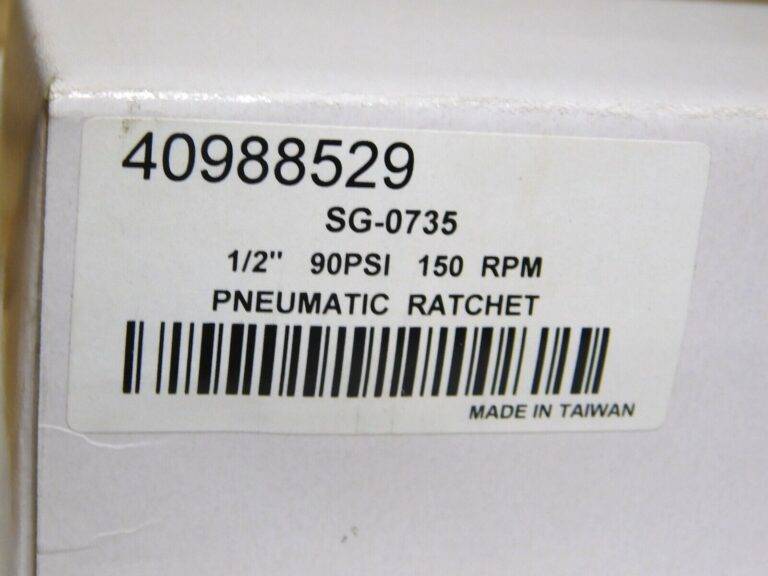 40988529
SG-0735
1/2" 90PSI 150 RPM
PNEUMATIC RATCHET
MADE IN TAIWAN